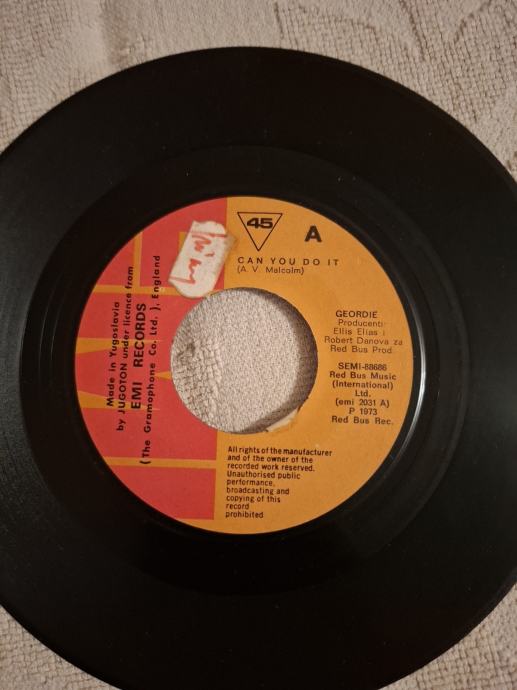 45
A
CAN YOU DO IT
(A. V. Malcolm)
GEORDIE
Producenti:
Ellis Elias i
Robert Danova za
Red Bus Prod.
SEMI-88686
Red Bus Music
(International)
Ltd.
(emi 2031 A)
P 1973
Red Bus Rec.
Made in Yugoslavia
by JUGOTON under licence from
EMI RECORDS
(The Gramophone Co. Ltd. ), England
All rights of the manufacturer
and of the owner of the
recorded work reserved.
Unauthorised public
performance,
broadcasting and
copying of this
record
prohibited